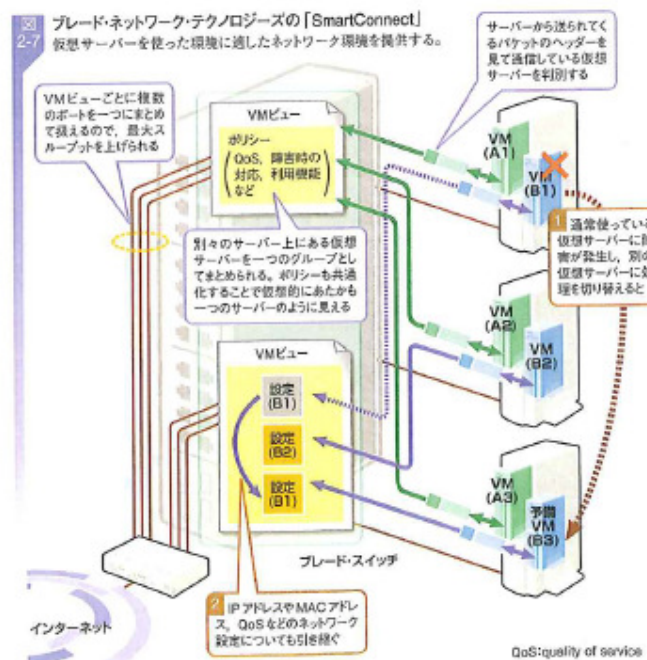 図
2-7
ブレード・ネットワーク・テクノロジーズの「SmartConnect」
仮想サーバーを使った環境に適したネットワーク環境を提供する。
サーバーから送られてく
るパケットのヘッダーを
見て通信している仮想
サーバーを判別する
VMビューごとに複数
のポートを一つにまとめ
て扱えるので，最大ス
ループットを上げられる
VMビュー
ポリシー
QoS，障害時の
対応，利用機能
など
VM
(A1)
VM
(B1)
別々のサーバー上にある仮想
サーバーを一つのグループとし
てまとめられる。ポリシーも共通
化することで仮想的にあたかも
一つのサーバーのように見える
1 通常使っている
仮想サーバーに障
害が発生し，別の
仮想サーバーに処
理を切り替えると
VM
(A2)
VM
(B2)
VMビュー
設定
(B1)
設定
(B2)
設定
(B1)
VM
(A3)
予備
VM
(B3)
ブレード・スイッチ
2 IPアドレスやMACアドレ
ス，QoSなどのネットワーク
設定についても引き継ぐ
インターネット
QoS:quality of service